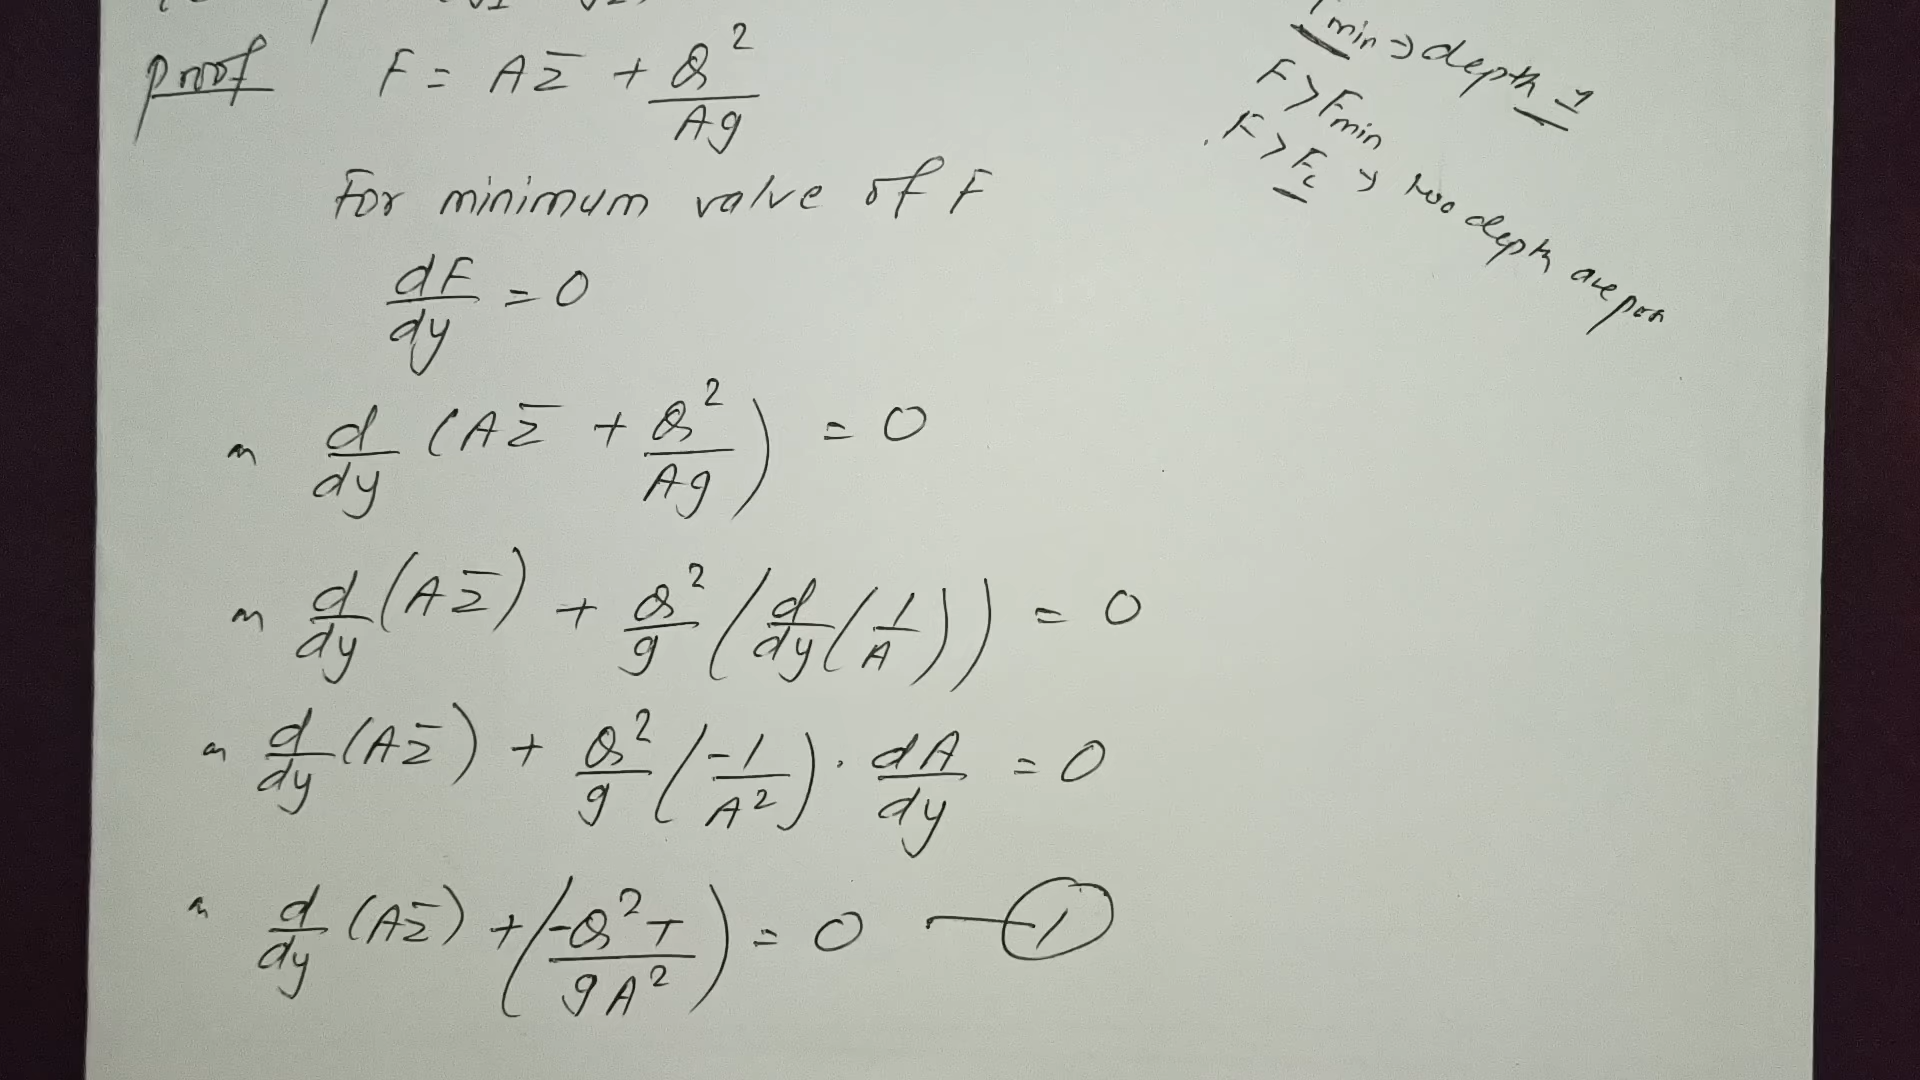 proof F = Az̄ + Q²/Ag
For minimum value of F
dF/dy = 0
d/dy (Az̄ + Q²/Ag) = 0
d/dy (Az̄) + Q²/g (d/dy (1/A)) = 0
d/dy (Az̄) + Q²/g (-1/A²) · dA/dy = 0
d/dy (Az̄) + (-Q²T/gA²) = 0 — 1
min → depth 1
F > Fmin
F > Fc → two depth are